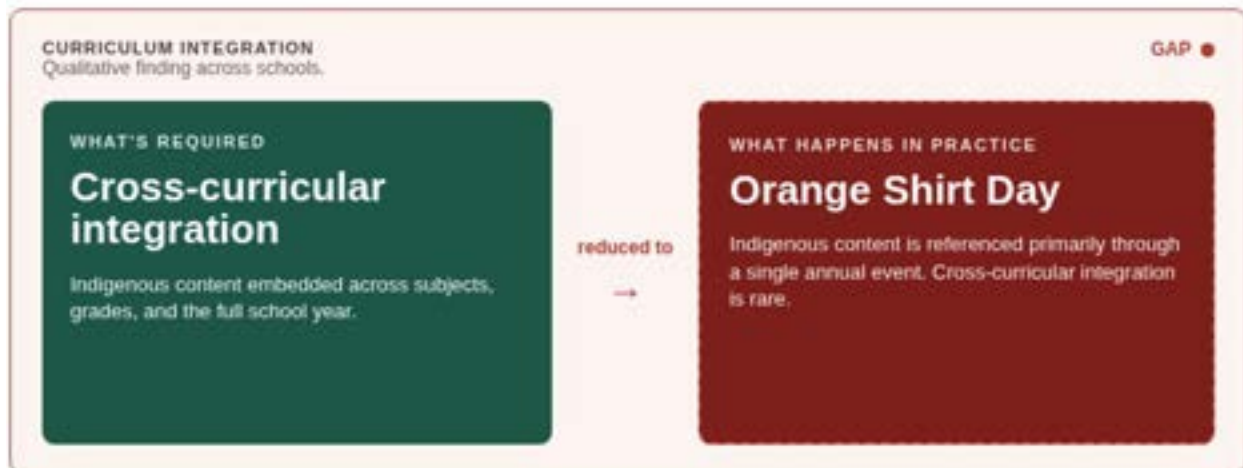 CURRICULUM INTEGRATION
Qualitative finding across schools.
GAP
WHAT'S REQUIRED
Cross-curricular
integration
Indigenous content embedded across subjects,
grades, and the full school year.
reduced to
→
WHAT HAPPENS IN PRACTICE
Orange Shirt Day
Indigenous content is referenced primarily through
a single annual event. Cross-curricular integration
is rare.